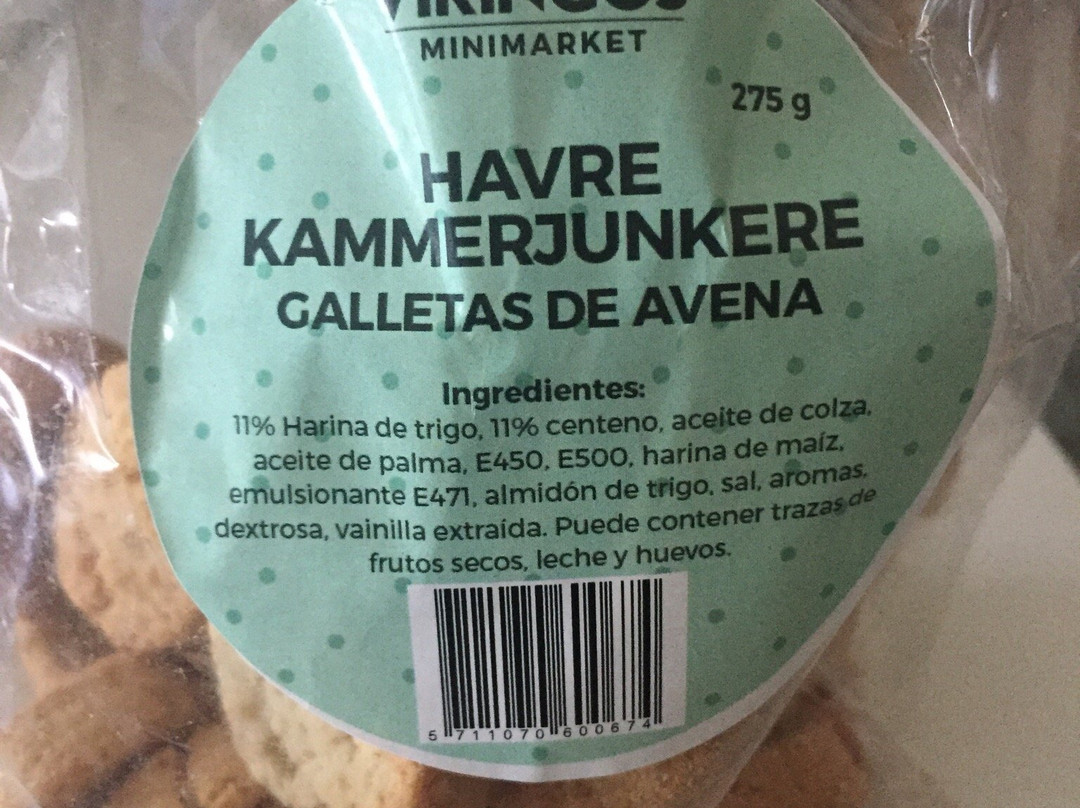 VIKINGOS
MINIMARKET
275 g
HAVRE
KAMMERJUNKERE
GALLETAS DE AVENA
Ingredientes:
11% Harina de trigo, 11% centeno, aceite de colza,
aceite de palma, E450, E500, harina de maíz,
emulsionante E471, almidón de trigo, sal, aromas,
dextrosa, vainilla extraída. Puede contener trazas de
frutos secos, leche y huevos.
5 711070 600674